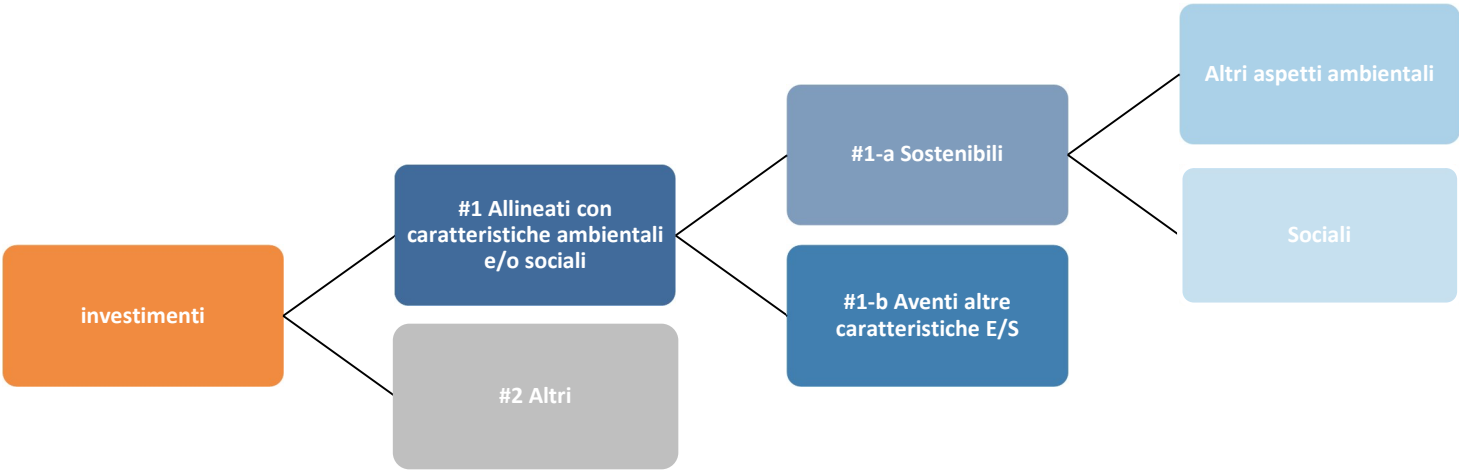 investimenti
#1 Allineati con
caratteristiche ambientali
e/o sociali
#2 Altri
#1-a Sostenibili
#1-b Aventi altre
caratteristiche E/S
Altri aspetti ambientali
Sociali